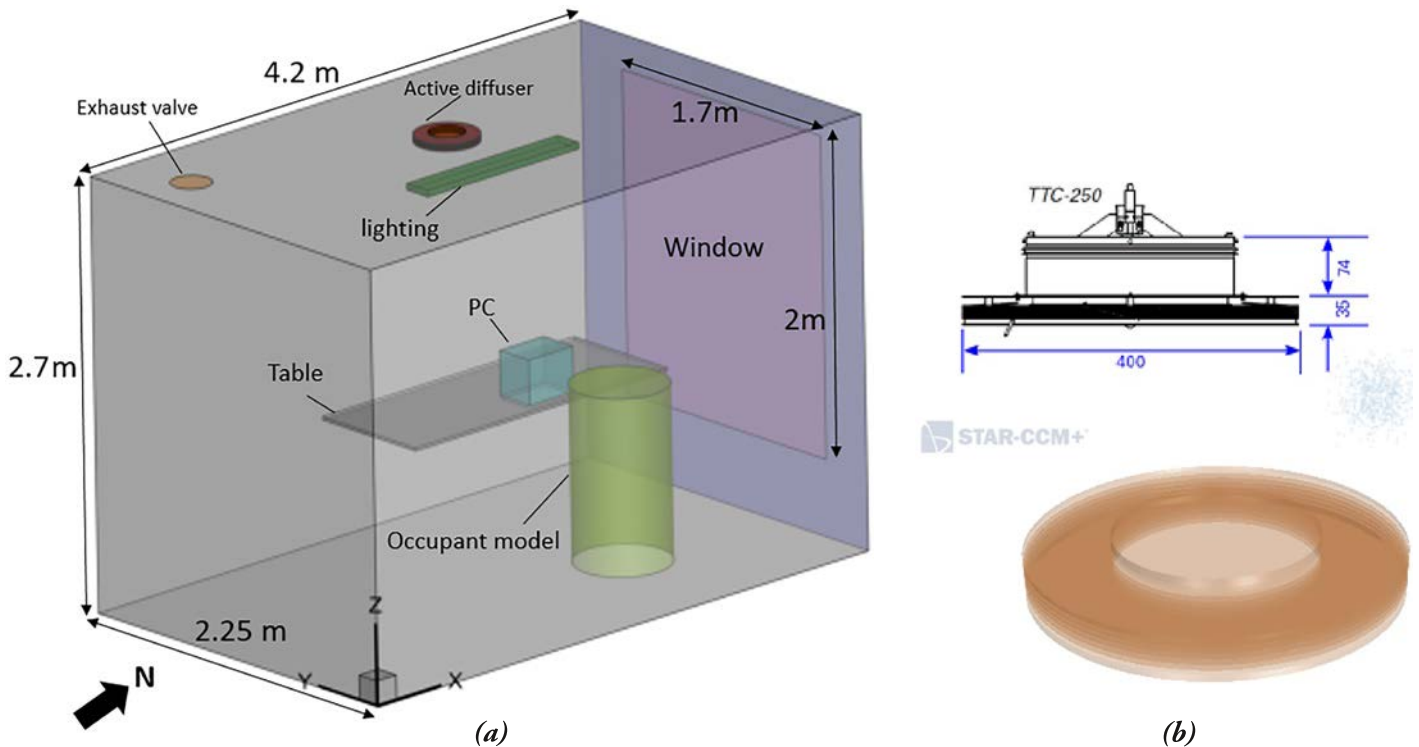 4.2 m
Exhaust valve
Active diffuser
1.7m
lighting
Window
2m
PC
2.7m
Table
Occupant model
2.25 m
Z
Y
X
N
(a)
TTC-250
74
35
400
STAR-CCM+
(b)